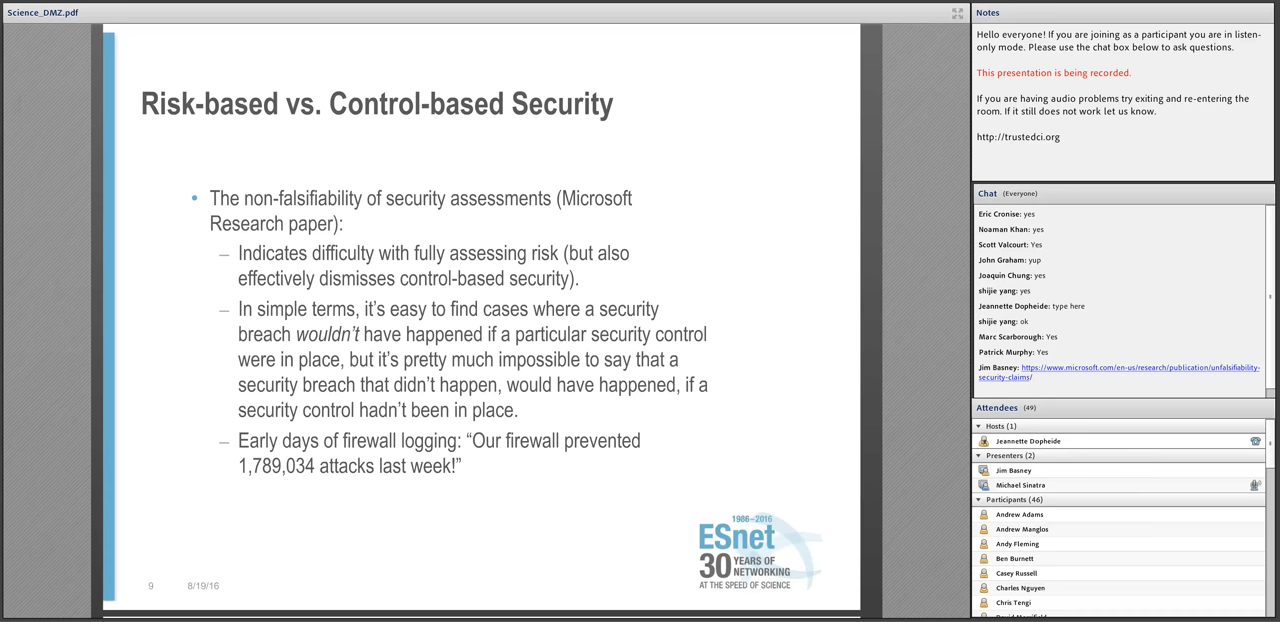 Science_DMZ.pdf
Risk-based vs. Control-based Security
• The non-falsifiability of security assessments (Microsoft
Research paper):
– Indicates difficulty with fully assessing risk (but also
effectively dismisses control-based security).
– In simple terms, it's easy to find cases where a security
breach wouldn't have happened if a particular security control
were in place, but it's pretty much impossible to say that a
security breach that didn't happen, would have happened, if a
security control hadn't been in place.
– Early days of firewall logging: "Our firewall prevented
1,789,034 attacks last week!"
1986–2016
ESnet
30 YEARS OF
NETWORKING
AT THE SPEED OF SCIENCE
9 8/19/16
Notes
Hello everyone! If you are joining as a participant you are in listen-
only mode. Please use the chat box below to ask questions.
This presentation is being recorded.
If you are having audio problems try exiting and re-entering the
room. If it still does not work let us know.
http://trustedci.org
Chat (Everyone)
Eric Cronise: yes
Noaman Khan: yes
Scott Valcourt: Yes
John Graham: yup
Joaquin Chung: yes
shijie yang: yes
Jeannette Dopheide: type here
shijie yang: ok
Marc Scarborough: Yes
Patrick Murphy: Yes
Jim Basney: https://www.microsoft.com/en-us/research/publication/unfalsifiability-
security-claims/
Attendees (49)
Hosts (1)
Jeannette Dopheide
Presenters (2)
Jim Basney
Michael Sinatra
Participants (46)
Andrew Adams
Andrew Manglos
Andy Fleming
Ben Burnett
Casey Russell
Charles Nguyen
Chris Tengi